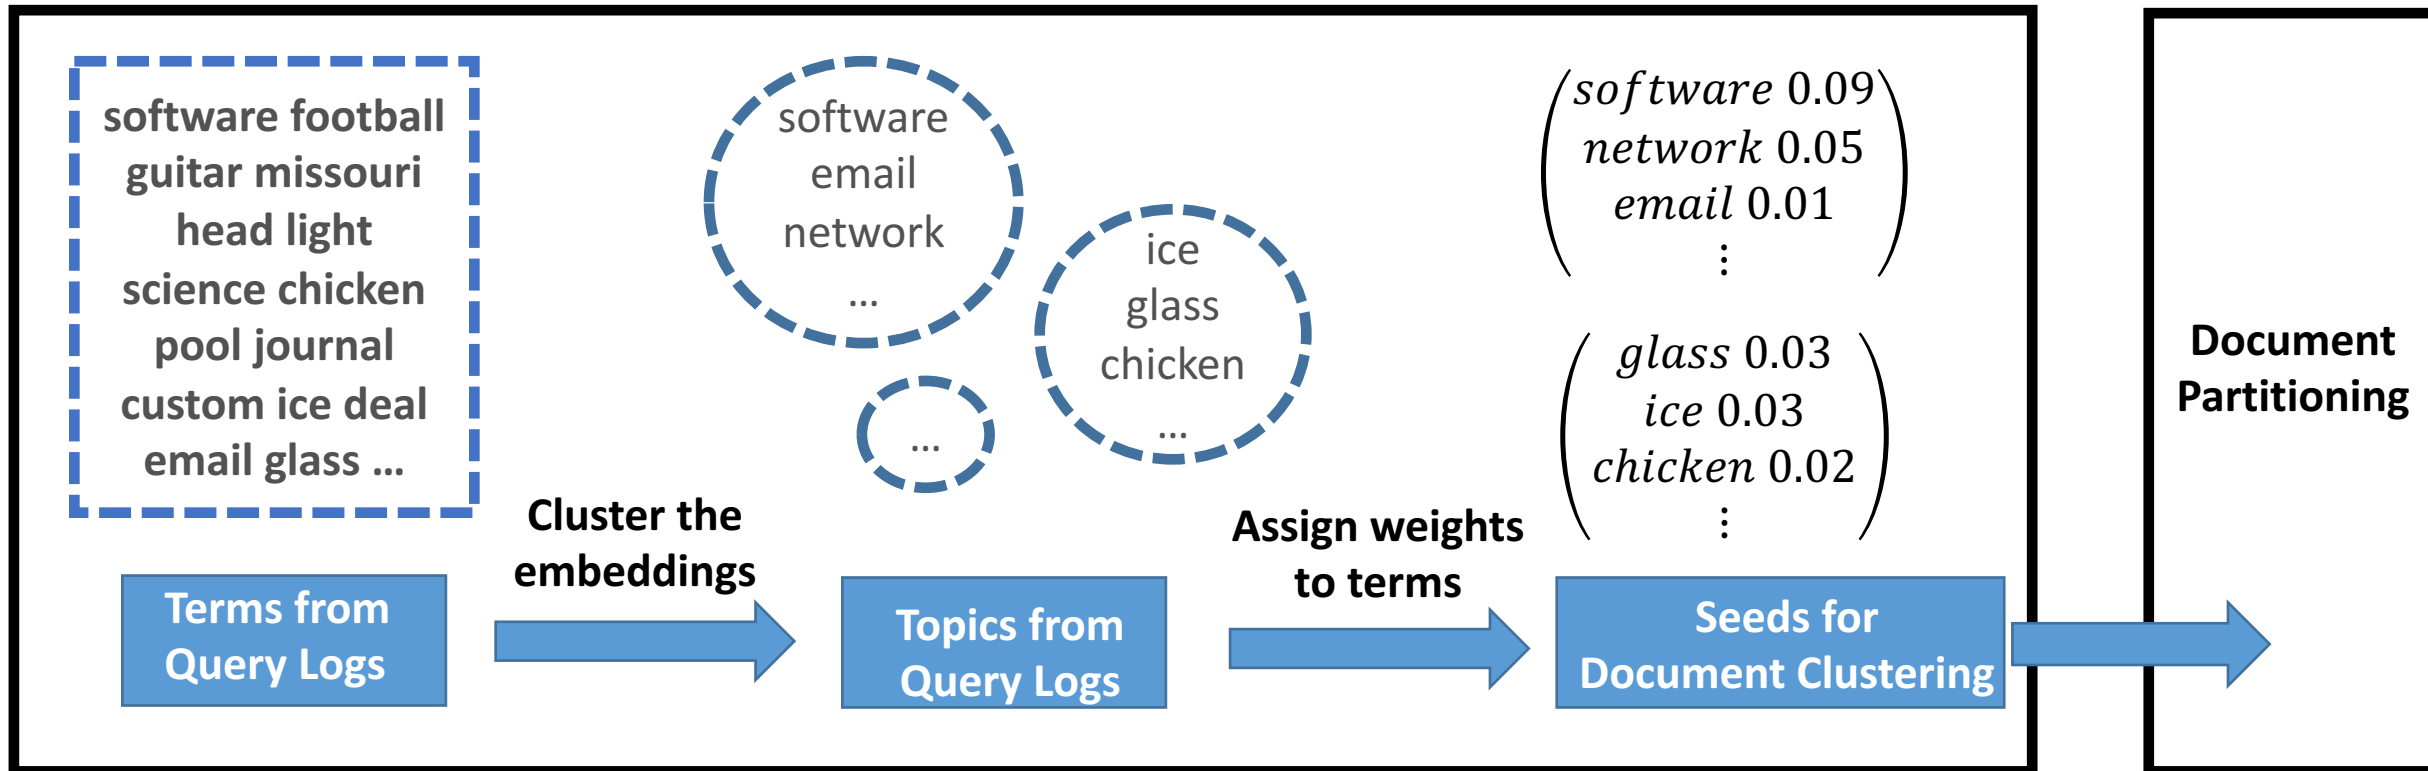 software football
guitar missouri
head light
science chicken
pool journal
custom ice deal
email glass ...
Terms from
Query Logs
Cluster the
embeddings
software
email
network
...
ice
glass
chicken
...
...
Topics from
Query Logs
Assign weights
to terms
software 0.09
network 0.05
email 0.01
⋮
glass 0.03
ice 0.03
chicken 0.02
⋮
Seeds for
Document Clustering
Document
Partitioning